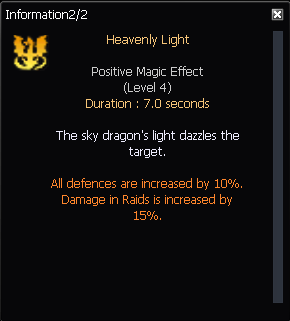 Information2/2
Heavenly Light
Positive Magic Effect
(Level 4)
Duration : 7.0 seconds
The sky dragon's light dazzles the
target.
All defences are increased by 10%.
Damage in Raids is increased by
15%.